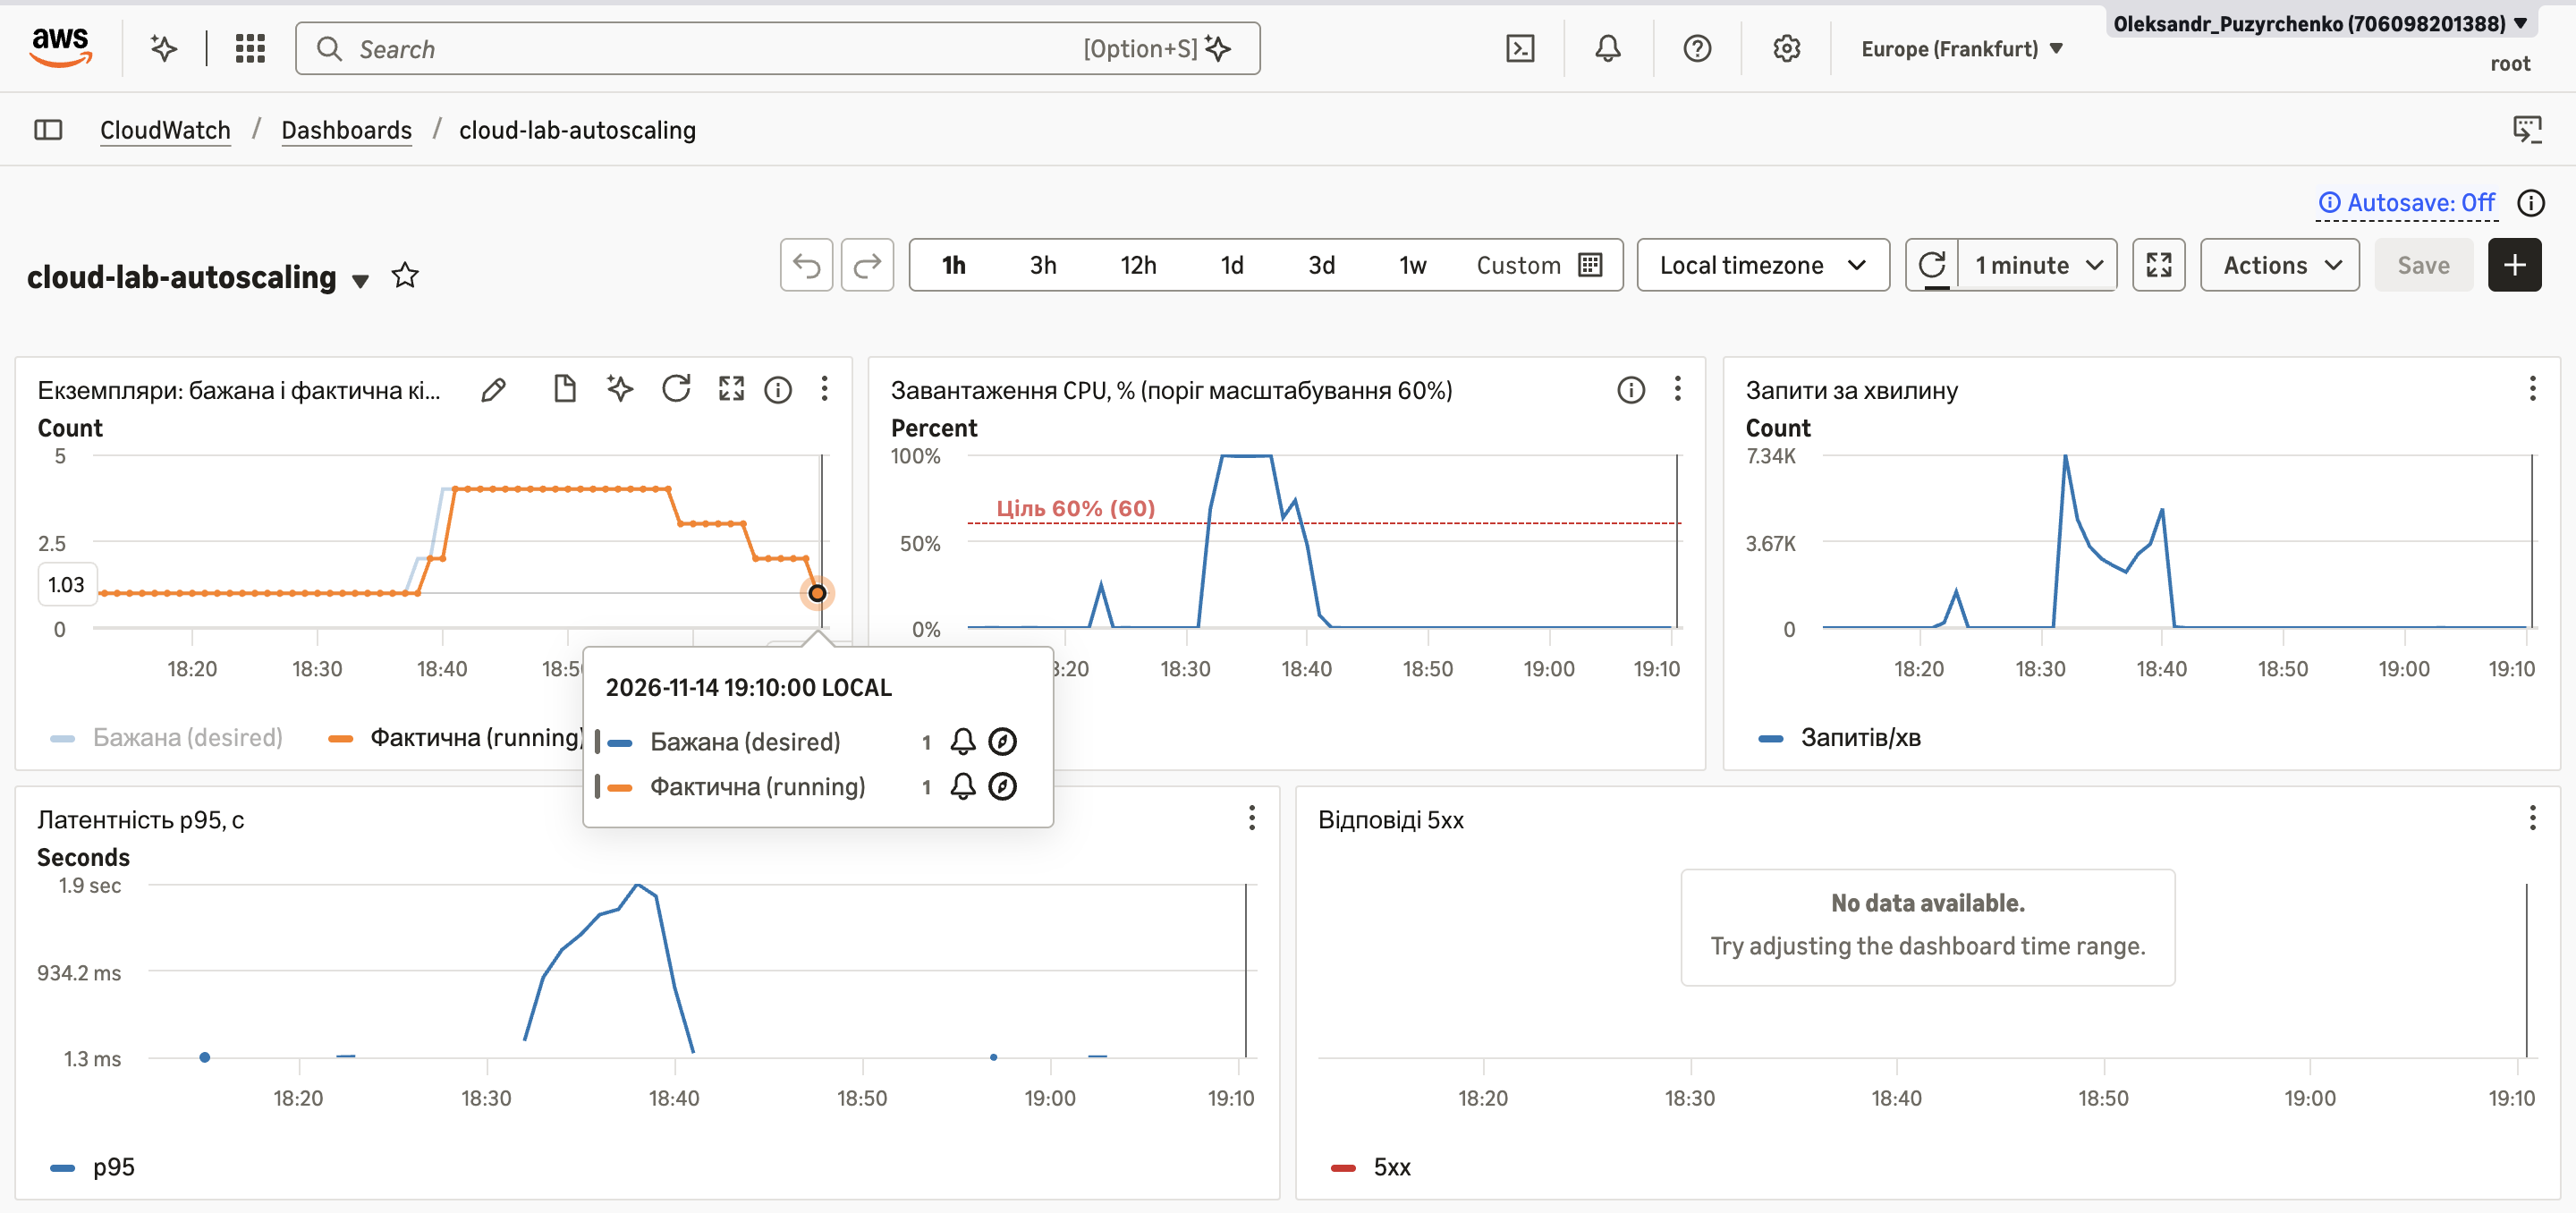 aws
Search
[Option+S]
Europe (Frankfurt)
Oleksandr_Puzyrchenko (706098201388)
root
CloudWatch / Dashboards / cloud-lab-autoscaling
Autosave: Off
cloud-lab-autoscaling
1h 3h 12h 1d 3d 1w Custom
Local timezone
1 minute
Actions
Save
Екземпляри: бажана і фактична кі...
Count
5
2.5
1.03
0
18:20 18:30 18:40 18:50
Бажана (desired) Фактична (running)
2026-11-14 19:10:00 LOCAL
Бажана (desired) 1
Фактична (running) 1
Завантаження CPU, % (поріг масштабування 60%)
Percent
100%
Ціль 60% (60)
50%
0%
18:20 18:30 18:40 18:50 19:00 19:10
Запити за хвилину
Count
7.34K
3.67K
0
18:20 18:30 18:40 18:50 19:00 19:10
Запитів/хв
Латентність p95, с
Seconds
1.9 sec
934.2 ms
1.3 ms
18:20 18:30 18:40 18:50 19:00 19:10
p95
Відповіді 5xx
No data available.
Try adjusting the dashboard time range.
18:20 18:30 18:40 18:50 19:00 19:10
5xx